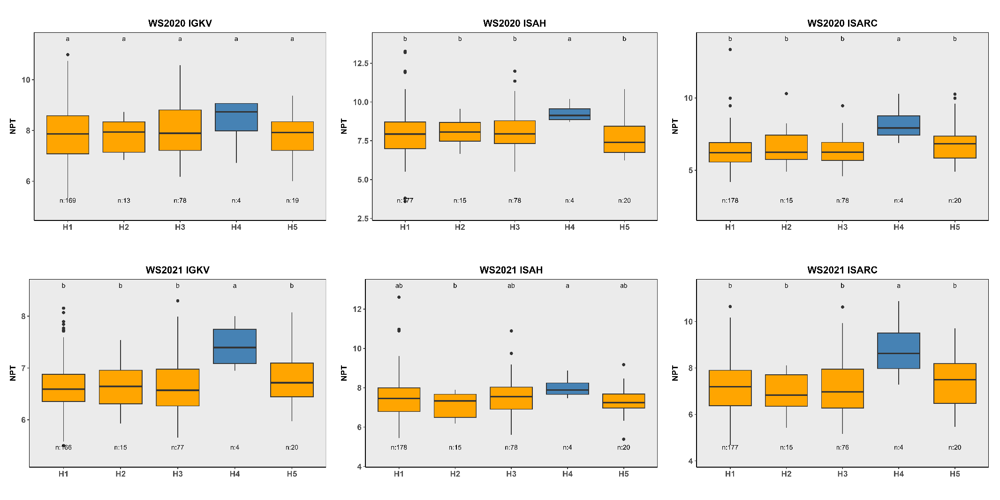 WS2020 IGKV
a a a a a
NPT
10
8
6
n:169 n:13 n:78 n:4 n:19
H1 H2 H3 H4 H5
WS2020 ISAH
b b b a b
NPT
12.5
10.0
7.5
5.0
2.5
n:177 n:15 n:78 n:4 n:20
H1 H2 H3 H4 H5
WS2020 ISARC
b b b a b
NPT
10
5
n:178 n:15 n:78 n:4 n:20
H1 H2 H3 H4 H5
WS2021 IGKV
b b b a b
NPT
8
7
6
n:166 n:15 n:77 n:4 n:20
H1 H2 H3 H4 H5
WS2021 ISAH
ab b ab a ab
NPT
12
10
8
6
4
n:178 n:15 n:78 n:4 n:20
H1 H2 H3 H4 H5
WS2021 ISARC
b b b a b
NPT
10
8
6
4
n:177 n:15 n:76 n:4 n:20
H1 H2 H3 H4 H5